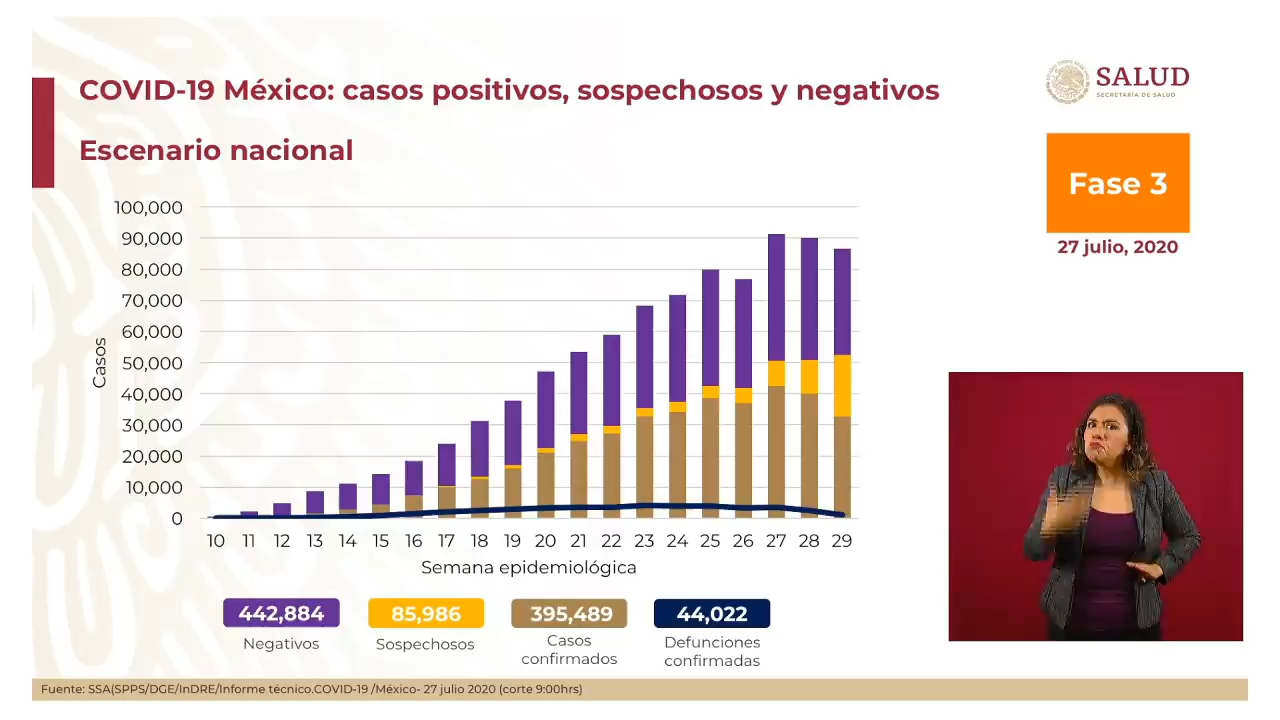 COVID-19 México: casos positivos, sospechosos y negativos
Escenario nacional
SALUD
SECRETARÍA DE SALUD
Fase 3
27 julio, 2020
Casos
100,000
90,000
80,000
70,000
60,000
50,000
40,000
30,000
20,000
10,000
0
10 11 12 13 14 15 16 17 18 19 20 21 22 23 24 25 26 27 28 29
Semana epidemiológica
442,884 85,986 395,489 44,022
Negativos Sospechosos Casos confirmados Defunciones confirmadas
Fuente: SSA(SPPS/DGE/InDRE/Informe técnico.COVID-19 /México- 27 julio 2020 (corte 9:00hrs)